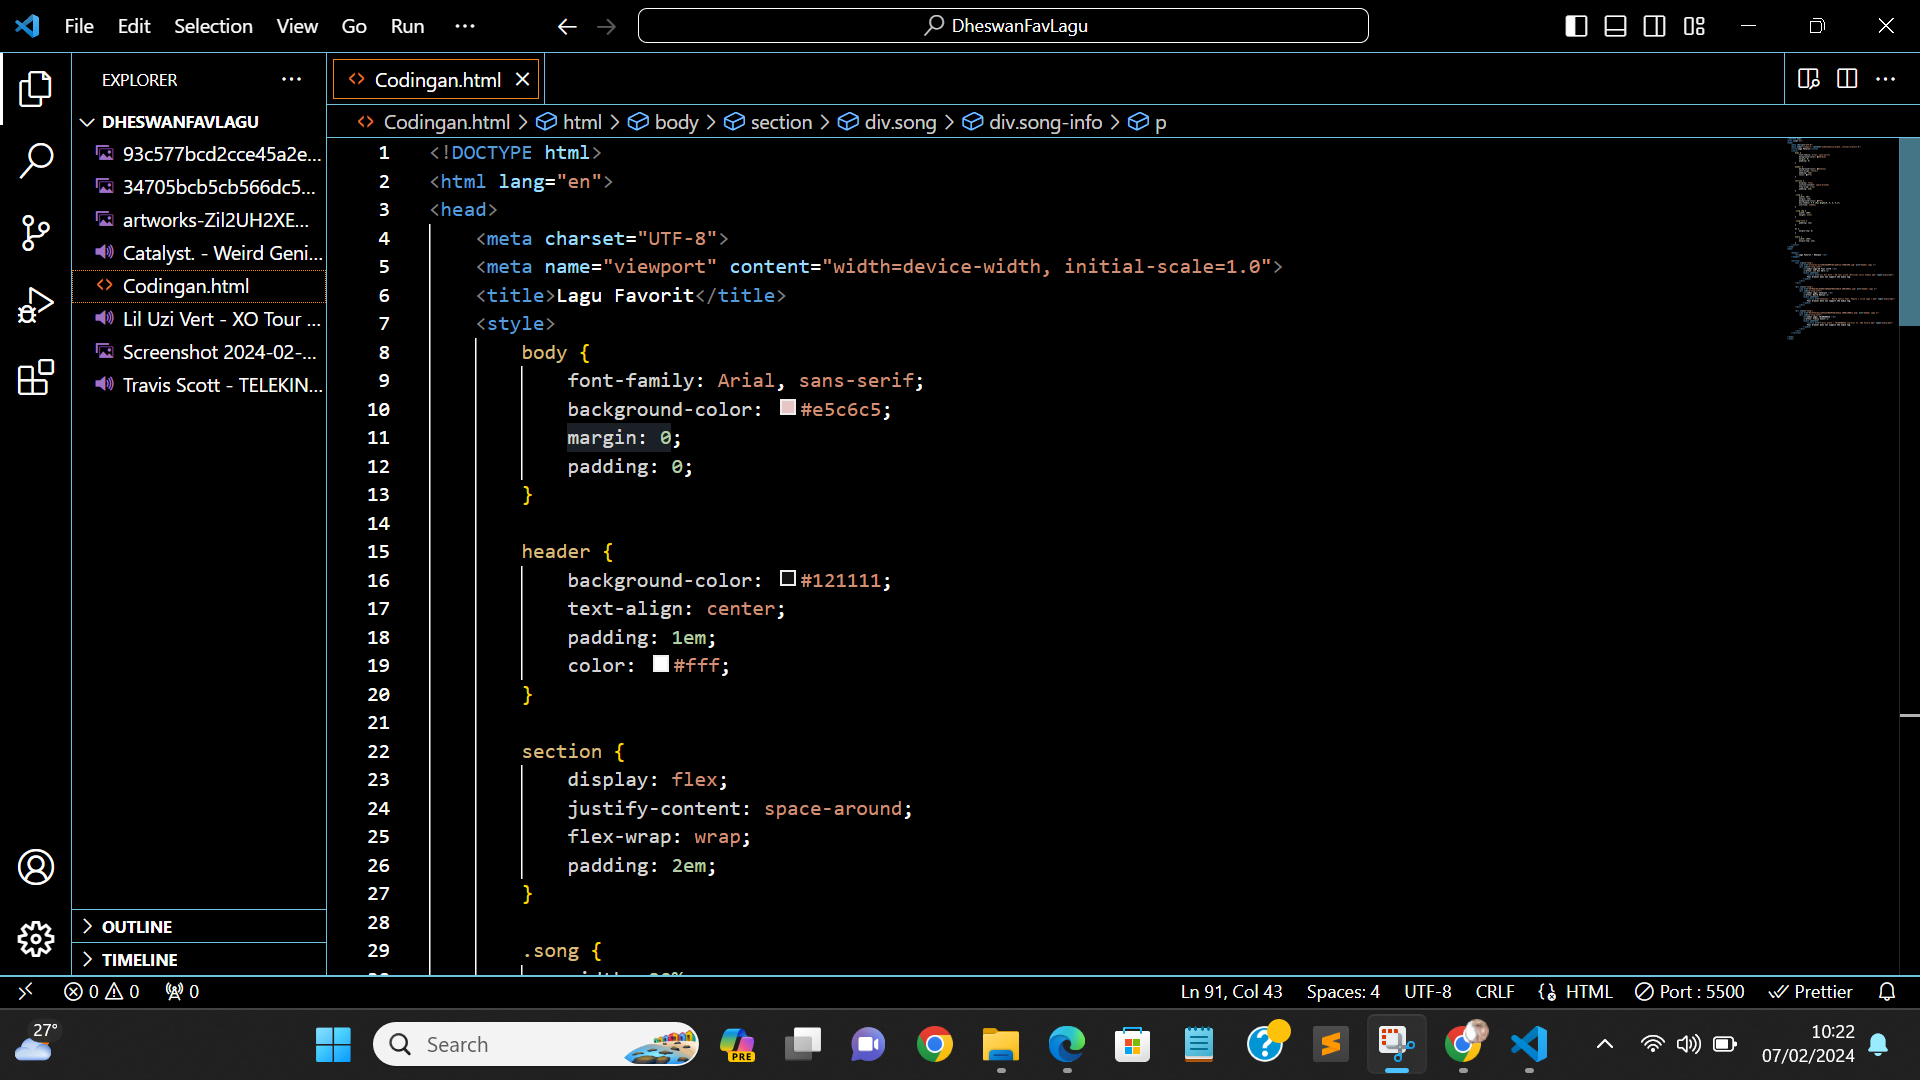 File Edit Selection View Go Run ···
DheswanFavLagu
EXPLORER
DHESWANFAVLAGU
93c577bcd2cce45a2e...
34705bcb5cb566dc5...
artworks-Zil2UH2XE...
Catalyst. - Weird Geni...
Codingan.html
Lil Uzi Vert - XO Tour ...
Screenshot 2024-02-...
Travis Scott - TELEKIN...
OUTLINE
TIMELINE
Codingan.html
Codingan.html > html > body > section > div.song > div.song-info > p
1 <!DOCTYPE html>
2 <html lang="en">
3 <head>
4 <meta charset="UTF-8">
5 <meta name="viewport" content="width=device-width, initial-scale=1.0">
6 <title>Lagu Favorit</title>
7 <style>
8 body {
9 font-family: Arial, sans-serif;
10 background-color: #e5c6c5;
11 margin: 0;
12 padding: 0;
13 }
14
15 header {
16 background-color: #121111;
17 text-align: center;
18 padding: 1em;
19 color: #fff;
20 }
21
22 section {
23 display: flex;
24 justify-content: space-around;
25 flex-wrap: wrap;
26 padding: 2em;
27 }
28
29 .song {
0 0 0
Ln 91, Col 43 Spaces: 4 UTF-8 CRLF HTML Port : 5500 Prettier
27°
Search
PRE
10:22
07/02/2024